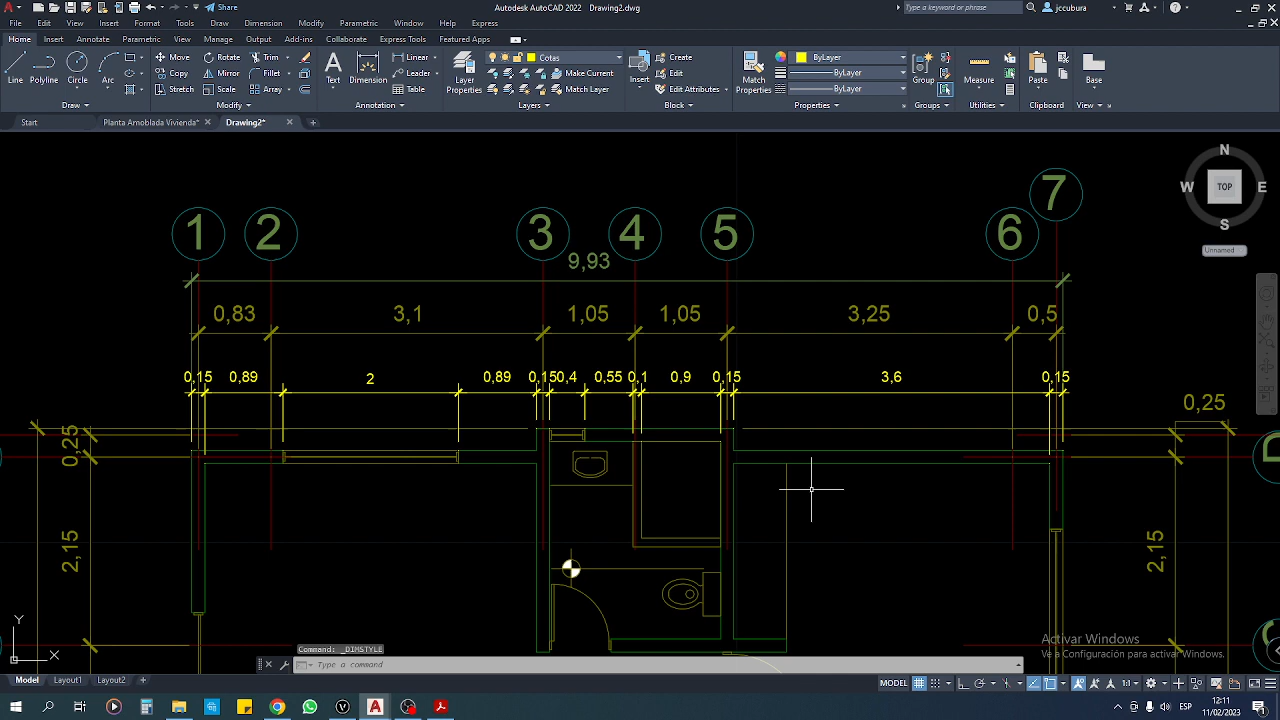 Share
Autodesk AutoCAD 2022 Drawing2.dwg
Type a keyword or phrase
jcobura
File Edit View Insert Format Tools Draw Dimension Modify Parametric Window Help Express
Home Insert Annotate Parametric View Manage Output Add-ins Collaborate Express Tools Featured Apps
Line Polyline Circle Arc
Move Rotate Trim
Copy Mirror Fillet
Stretch Scale Array
Text Dimension
Linear
Leader
Table
Layer Properties
Cotas
Make Current
Match Layer
Insert
Create
Edit
Edit Attributes
Match Properties
ByLayer
ByLayer
ByLayer
Group
Measure
Paste
Base
Draw Modify Annotation Layers Block Properties Groups Utilities Clipboard View
Start Planta Amoblada Vivienda* Drawing2*
N
W TOP E
S
Unnamed
1 2 3 4 5 6 7
9,93
0,83 3,1 1,05 1,05 3,25 0,5
0,15 0,89 2 0,89 0,15 0,4 0,55 0,1 0,9 0,15 3,6 0,15
0,25
0,25
2,15
2,15
Y
X
Command: _DIMSTYLE
Type a command
Activar Windows
Ve a Configuración para activar Windows.
Model Layout1 Layout2
MODEL
1:1
ESP
12:11
11/02/2023